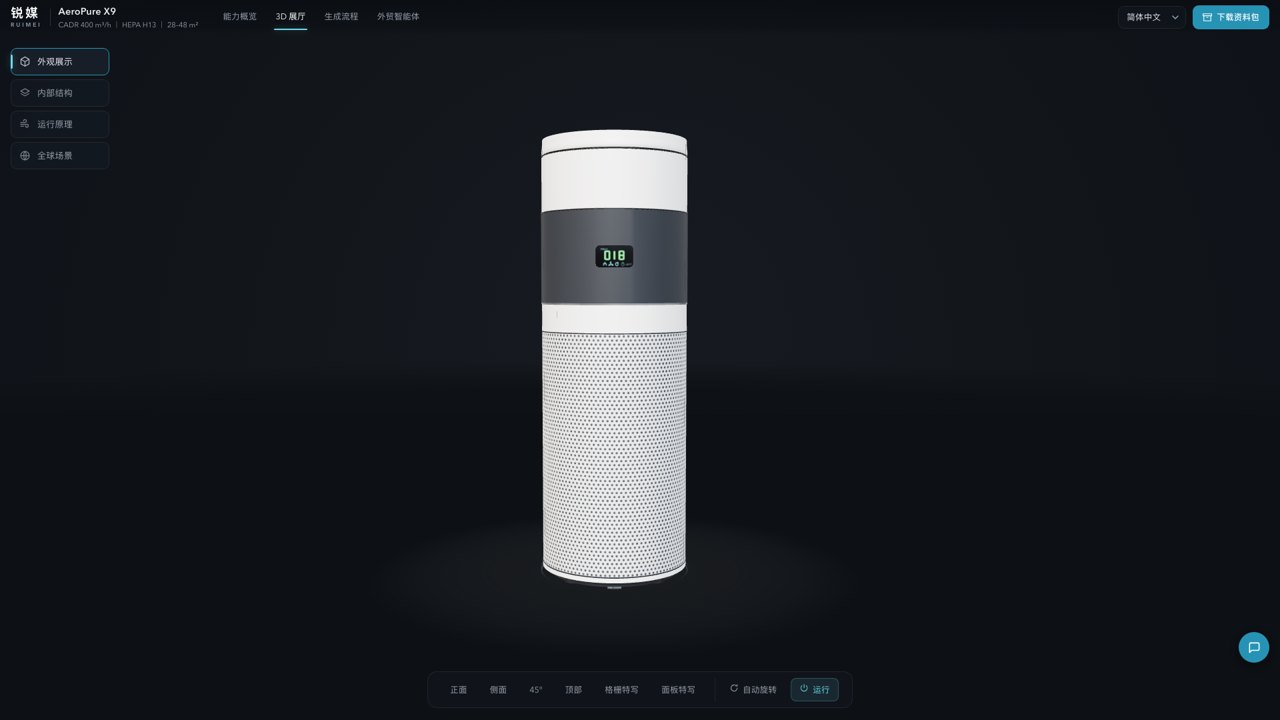 锐媒
RUIMEI
AeroPure X9
CADR 400 m³/h | HEPA H13 | 28-48 m²
能力概览
3D 展厅
生成流程
外贸智能体
简体中文
下载资料包
外观展示
内部结构
运行原理
全球场景
018
正面
侧面
45°
顶部
格栅特写
面板特写
自动旋转
运行